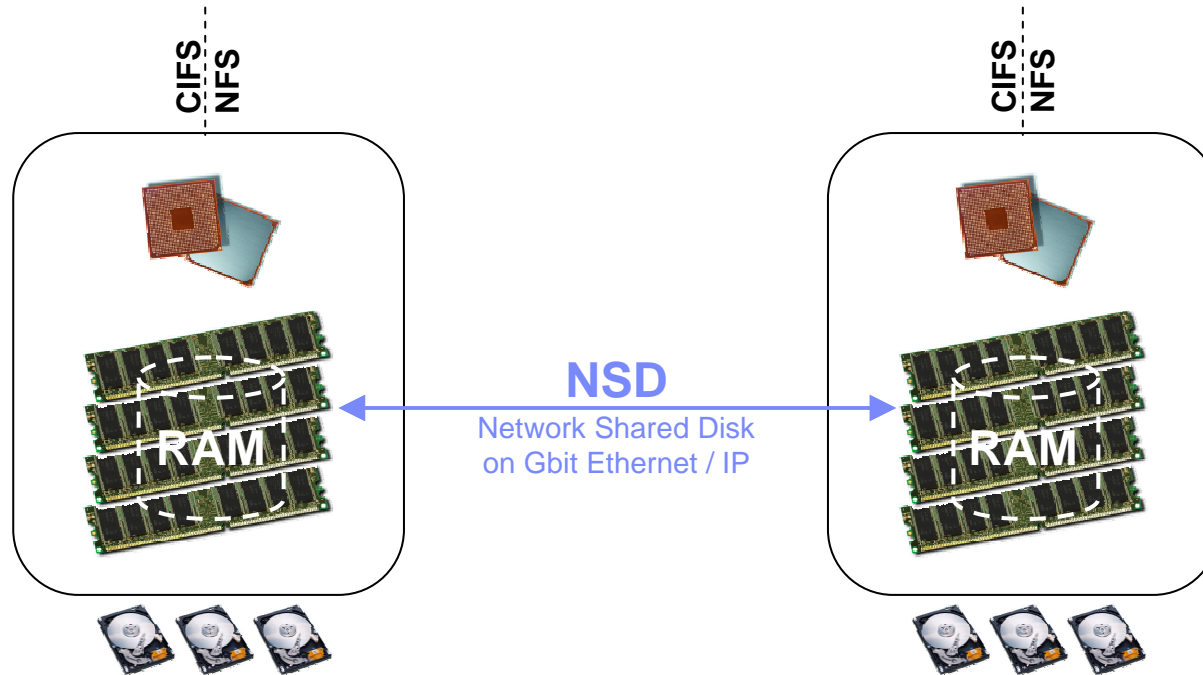 CIFS
NFS
CIFS
NFS
NSD
Network Shared Disk
on Gbit Ethernet / IP
RAM
RAM